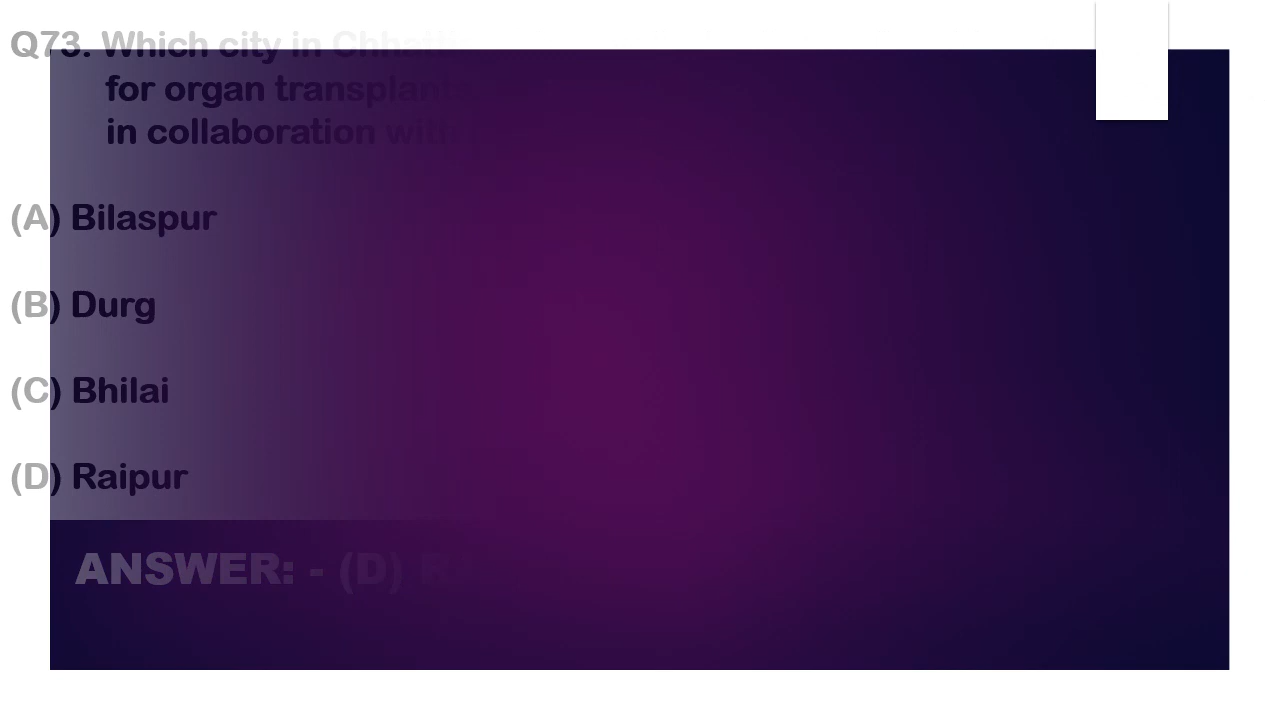 Q73. Which city in
for organ transplant
in collaboration with
(A) Bilaspur
(B) Durg
(C) Bhilai
(D) Raipur
ANSWER: - (D)